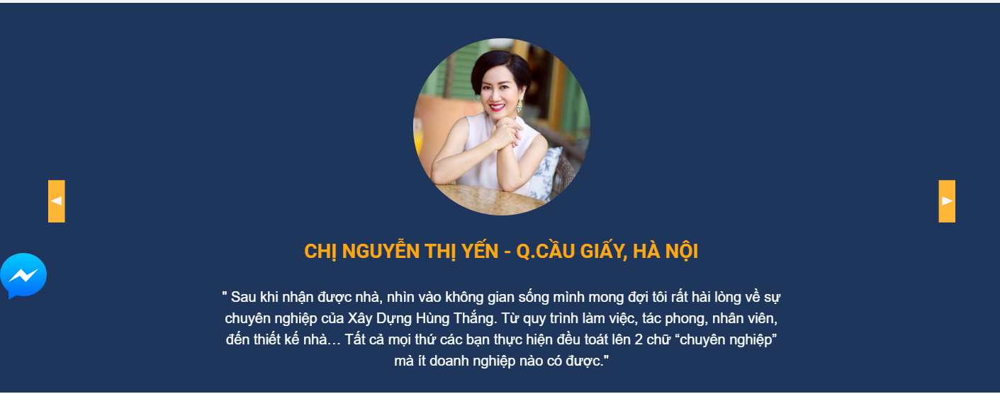 CHỊ NGUYỄN THỊ YẾN - Q.CẦU GIẤY, HÀ NỘI
" Sau khi nhận được nhà, nhìn vào không gian sống mình mong đợi tôi rất hài lòng về sự
chuyên nghiệp của Xây Dựng Hùng Thắng. Từ quy trình làm việc, tác phong, nhân viên,
đến thiết kế nhà… Tất cả mọi thứ các bạn thực hiện đều toát lên 2 chữ “chuyên nghiệp”
mà ít doanh nghiệp nào có được."